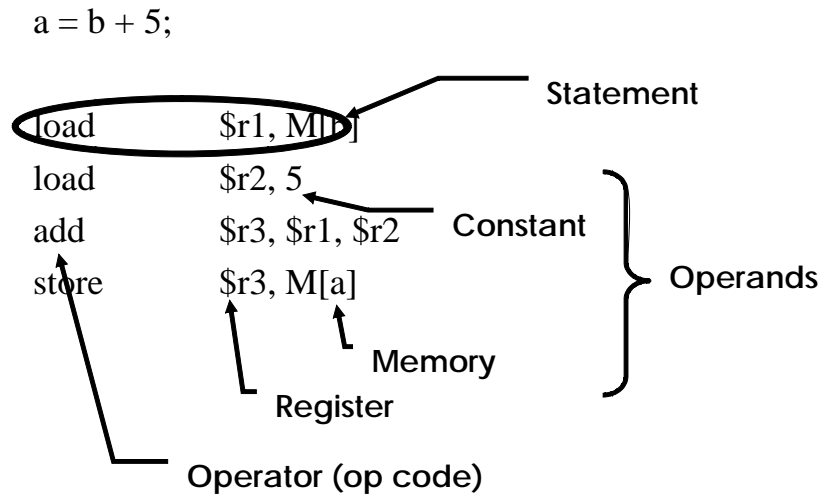 a = b + 5;
Statement
load $r1, M[b]
load $r2, 5
Constant
add $r3, $r1, $r2
Operands
store $r3, M[a]
Memory
Register
Operator (op code)